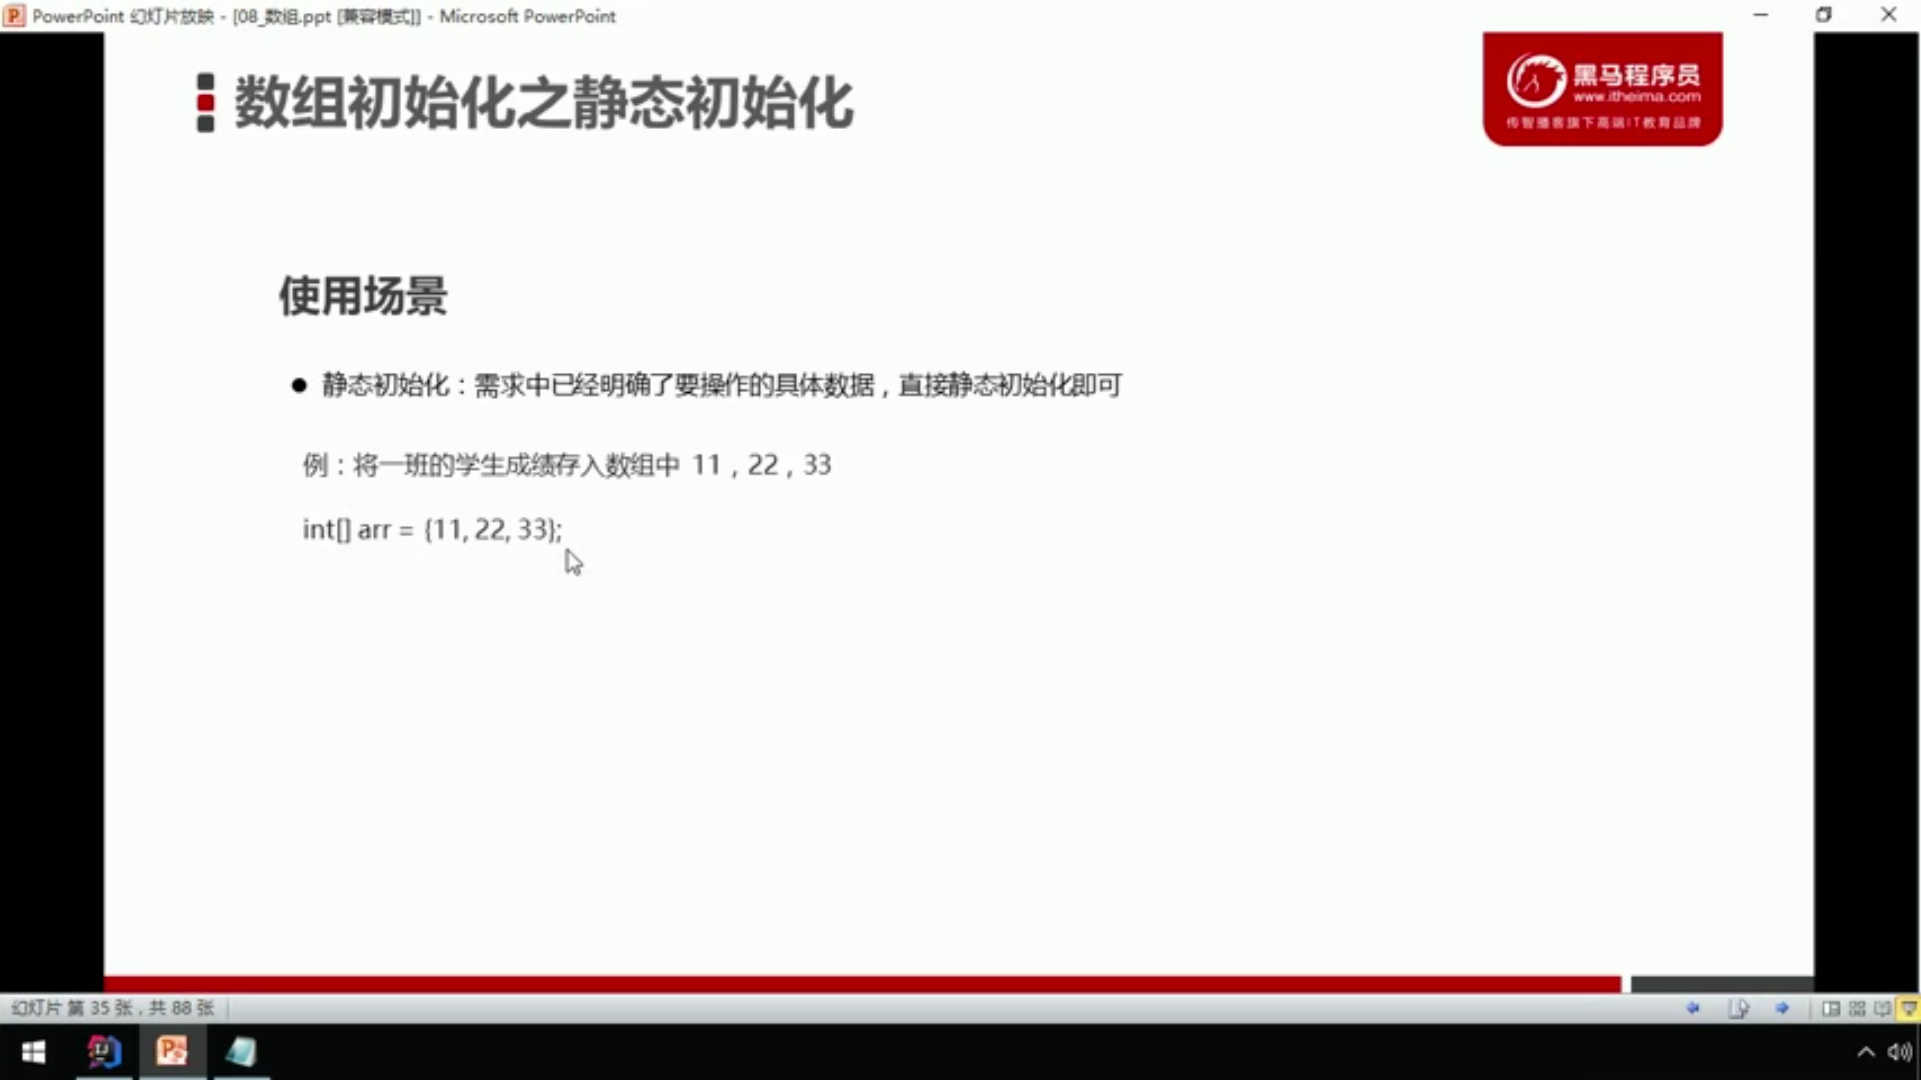 PowerPoint 幻灯片放映 - [08_数组.ppt [兼容模式]] - Microsoft PowerPoint
数组初始化之静态初始化
黑马程序员
www.itheima.com
传智播客旗下高端IT教育品牌
使用场景
● 静态初始化：需求中已经明确了要操作的具体数据，直接静态初始化即可
例：将一班的学生成绩存入数组中 11，22，33
int[] arr = {11, 22, 33};
幻灯片 第 35 张，共 88 张